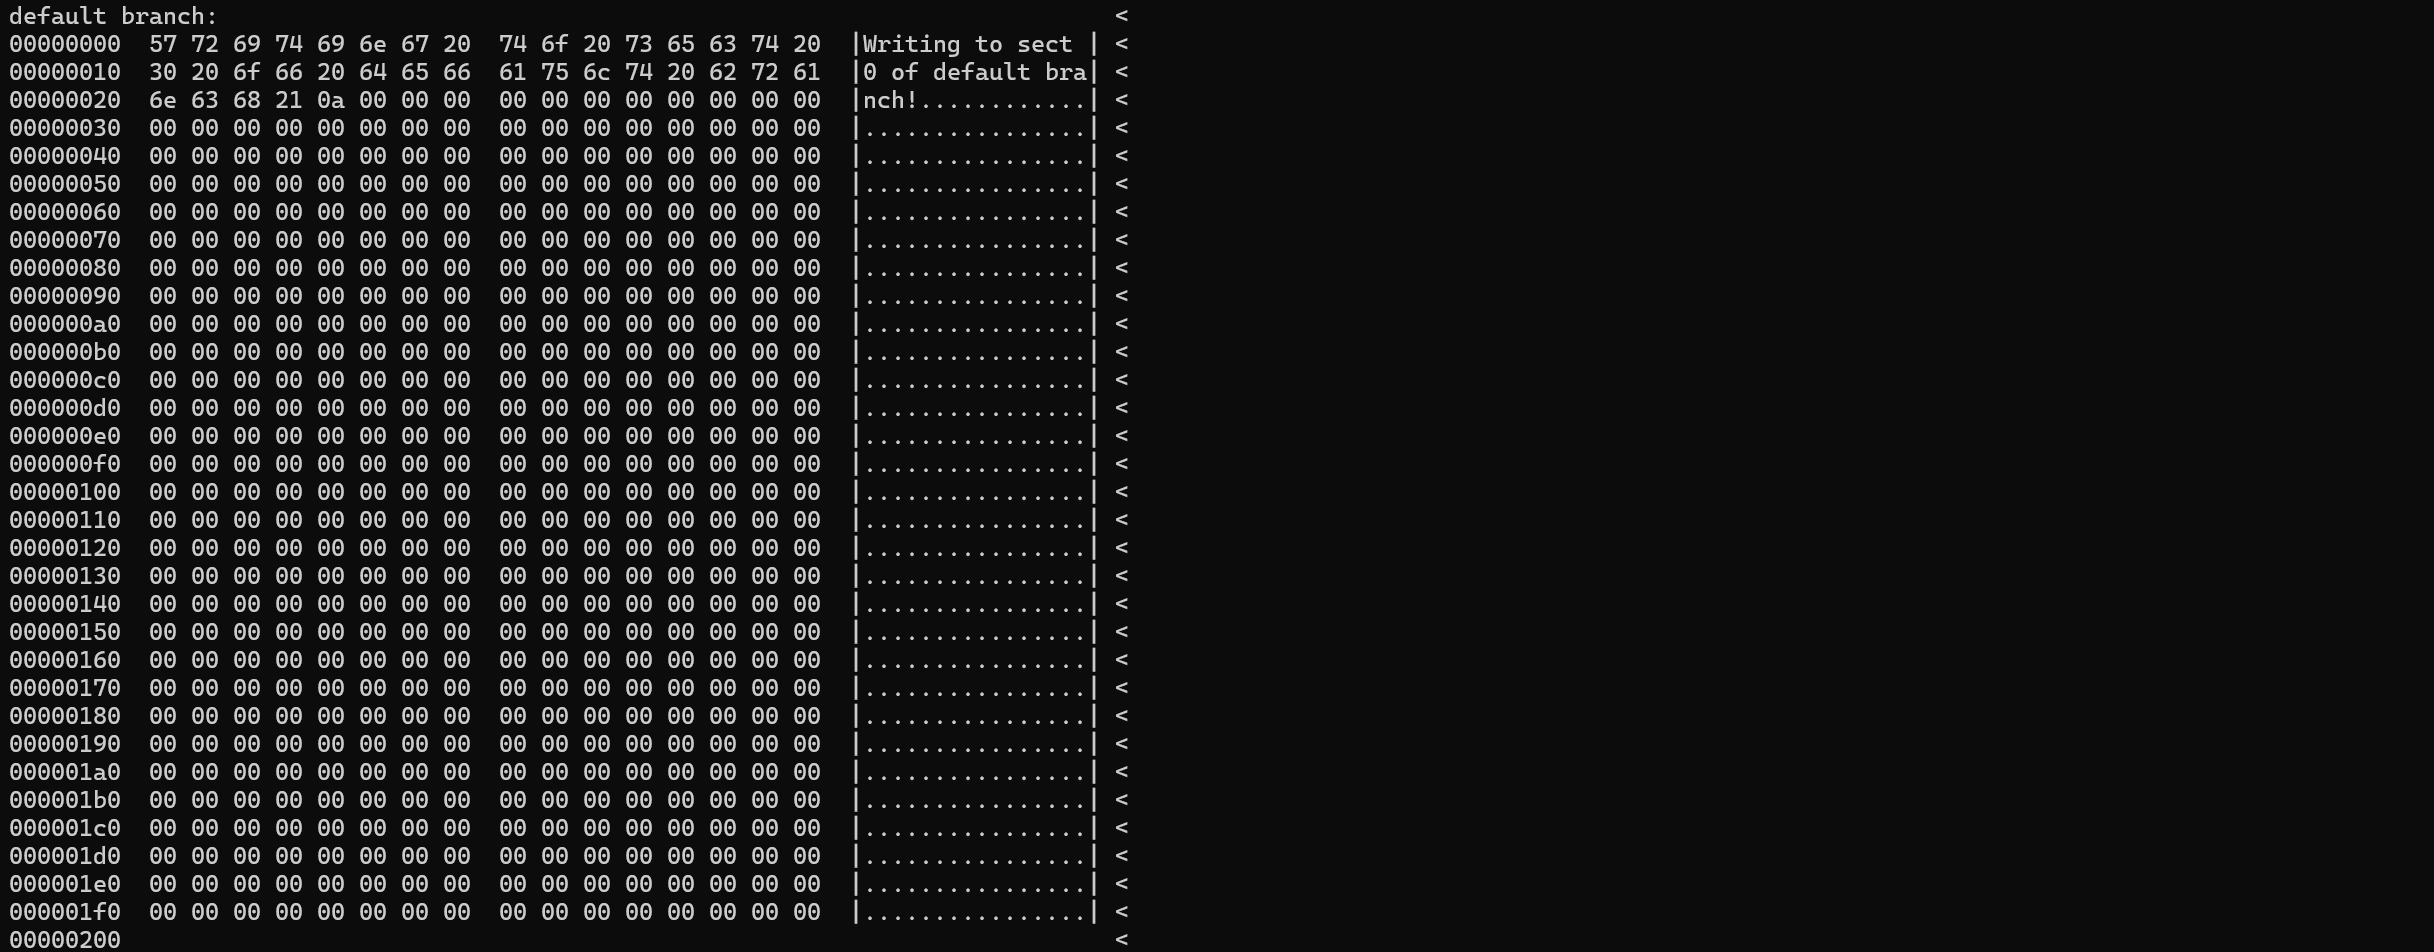 default branch: <
00000000  57 72 69 74 69 6e 67 20  74 6f 20 73 65 63 74 20  |Writing to sect | <
00000010  30 20 6f 66 20 64 65 66  61 75 6c 74 20 62 72 61  |0 of default bra| <
00000020  6e 63 68 21 0a 00 00 00  00 00 00 00 00 00 00 00  |nch!............| <
00000030  00 00 00 00 00 00 00 00  00 00 00 00 00 00 00 00  |................| <
00000040  00 00 00 00 00 00 00 00  00 00 00 00 00 00 00 00  |................| <
00000050  00 00 00 00 00 00 00 00  00 00 00 00 00 00 00 00  |................| <
00000060  00 00 00 00 00 00 00 00  00 00 00 00 00 00 00 00  |................| <
00000070  00 00 00 00 00 00 00 00  00 00 00 00 00 00 00 00  |................| <
00000080  00 00 00 00 00 00 00 00  00 00 00 00 00 00 00 00  |................| <
00000090  00 00 00 00 00 00 00 00  00 00 00 00 00 00 00 00  |................| <
000000a0  00 00 00 00 00 00 00 00  00 00 00 00 00 00 00 00  |................| <
000000b0  00 00 00 00 00 00 00 00  00 00 00 00 00 00 00 00  |................| <
000000c0  00 00 00 00 00 00 00 00  00 00 00 00 00 00 00 00  |................| <
000000d0  00 00 00 00 00 00 00 00  00 00 00 00 00 00 00 00  |................| <
000000e0  00 00 00 00 00 00 00 00  00 00 00 00 00 00 00 00  |................| <
000000f0  00 00 00 00 00 00 00 00  00 00 00 00 00 00 00 00  |................| <
00000100  00 00 00 00 00 00 00 00  00 00 00 00 00 00 00 00  |................| <
00000110  00 00 00 00 00 00 00 00  00 00 00 00 00 00 00 00  |................| <
00000120  00 00 00 00 00 00 00 00  00 00 00 00 00 00 00 00  |................| <
00000130  00 00 00 00 00 00 00 00  00 00 00 00 00 00 00 00  |................| <
00000140  00 00 00 00 00 00 00 00  00 00 00 00 00 00 00 00  |................| <
00000150  00 00 00 00 00 00 00 00  00 00 00 00 00 00 00 00  |................| <
00000160  00 00 00 00 00 00 00 00  00 00 00 00 00 00 00 00  |................| <
00000170  00 00 00 00 00 00 00 00  00 00 00 00 00 00 00 00  |................| <
00000180  00 00 00 00 00 00 00 00  00 00 00 00 00 00 00 00  |................| <
00000190  00 00 00 00 00 00 00 00  00 00 00 00 00 00 00 00  |................| <
000001a0  00 00 00 00 00 00 00 00  00 00 00 00 00 00 00 00  |................| <
000001b0  00 00 00 00 00 00 00 00  00 00 00 00 00 00 00 00  |................| <
000001c0  00 00 00 00 00 00 00 00  00 00 00 00 00 00 00 00  |................| <
000001d0  00 00 00 00 00 00 00 00  00 00 00 00 00 00 00 00  |................| <
000001e0  00 00 00 00 00 00 00 00  00 00 00 00 00 00 00 00  |................| <
000001f0  00 00 00 00 00 00 00 00  00 00 00 00 00 00 00 00  |................| <
00000200 <